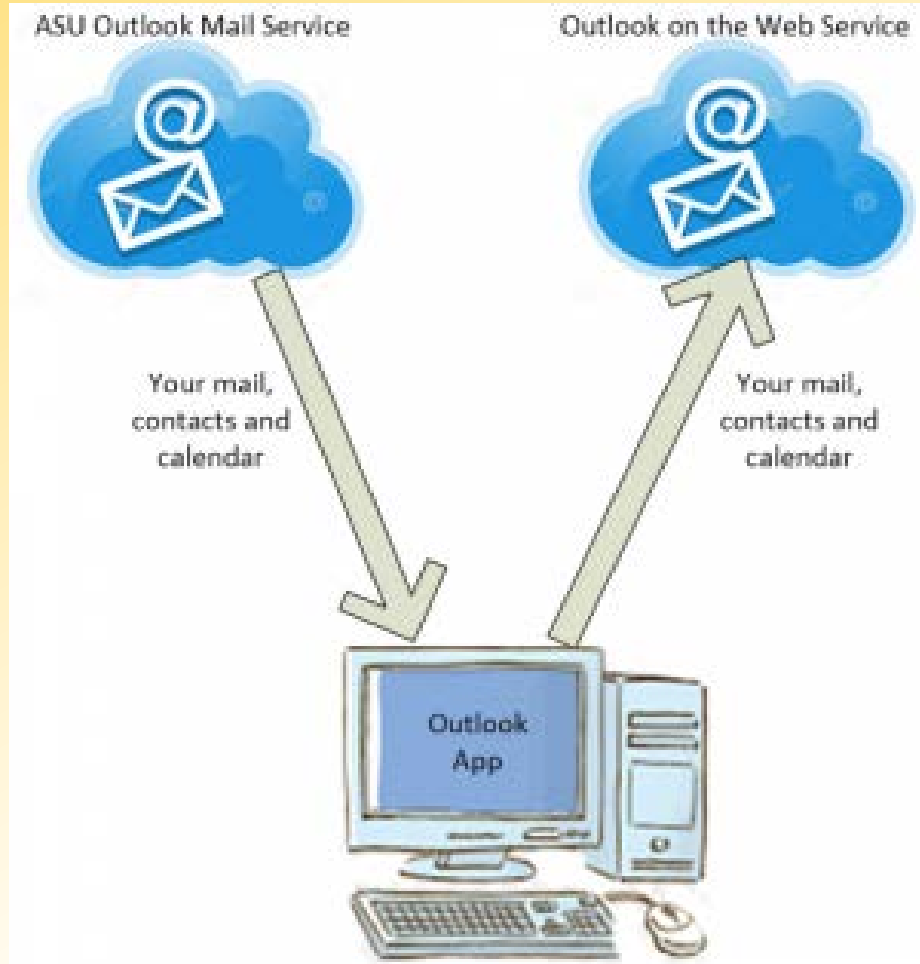 ASU Outlook Mail Service
Outlook on the Web Service
@
@
Your mail,
contacts and
calendar
Your mail,
contacts and
calendar
Outlook
App